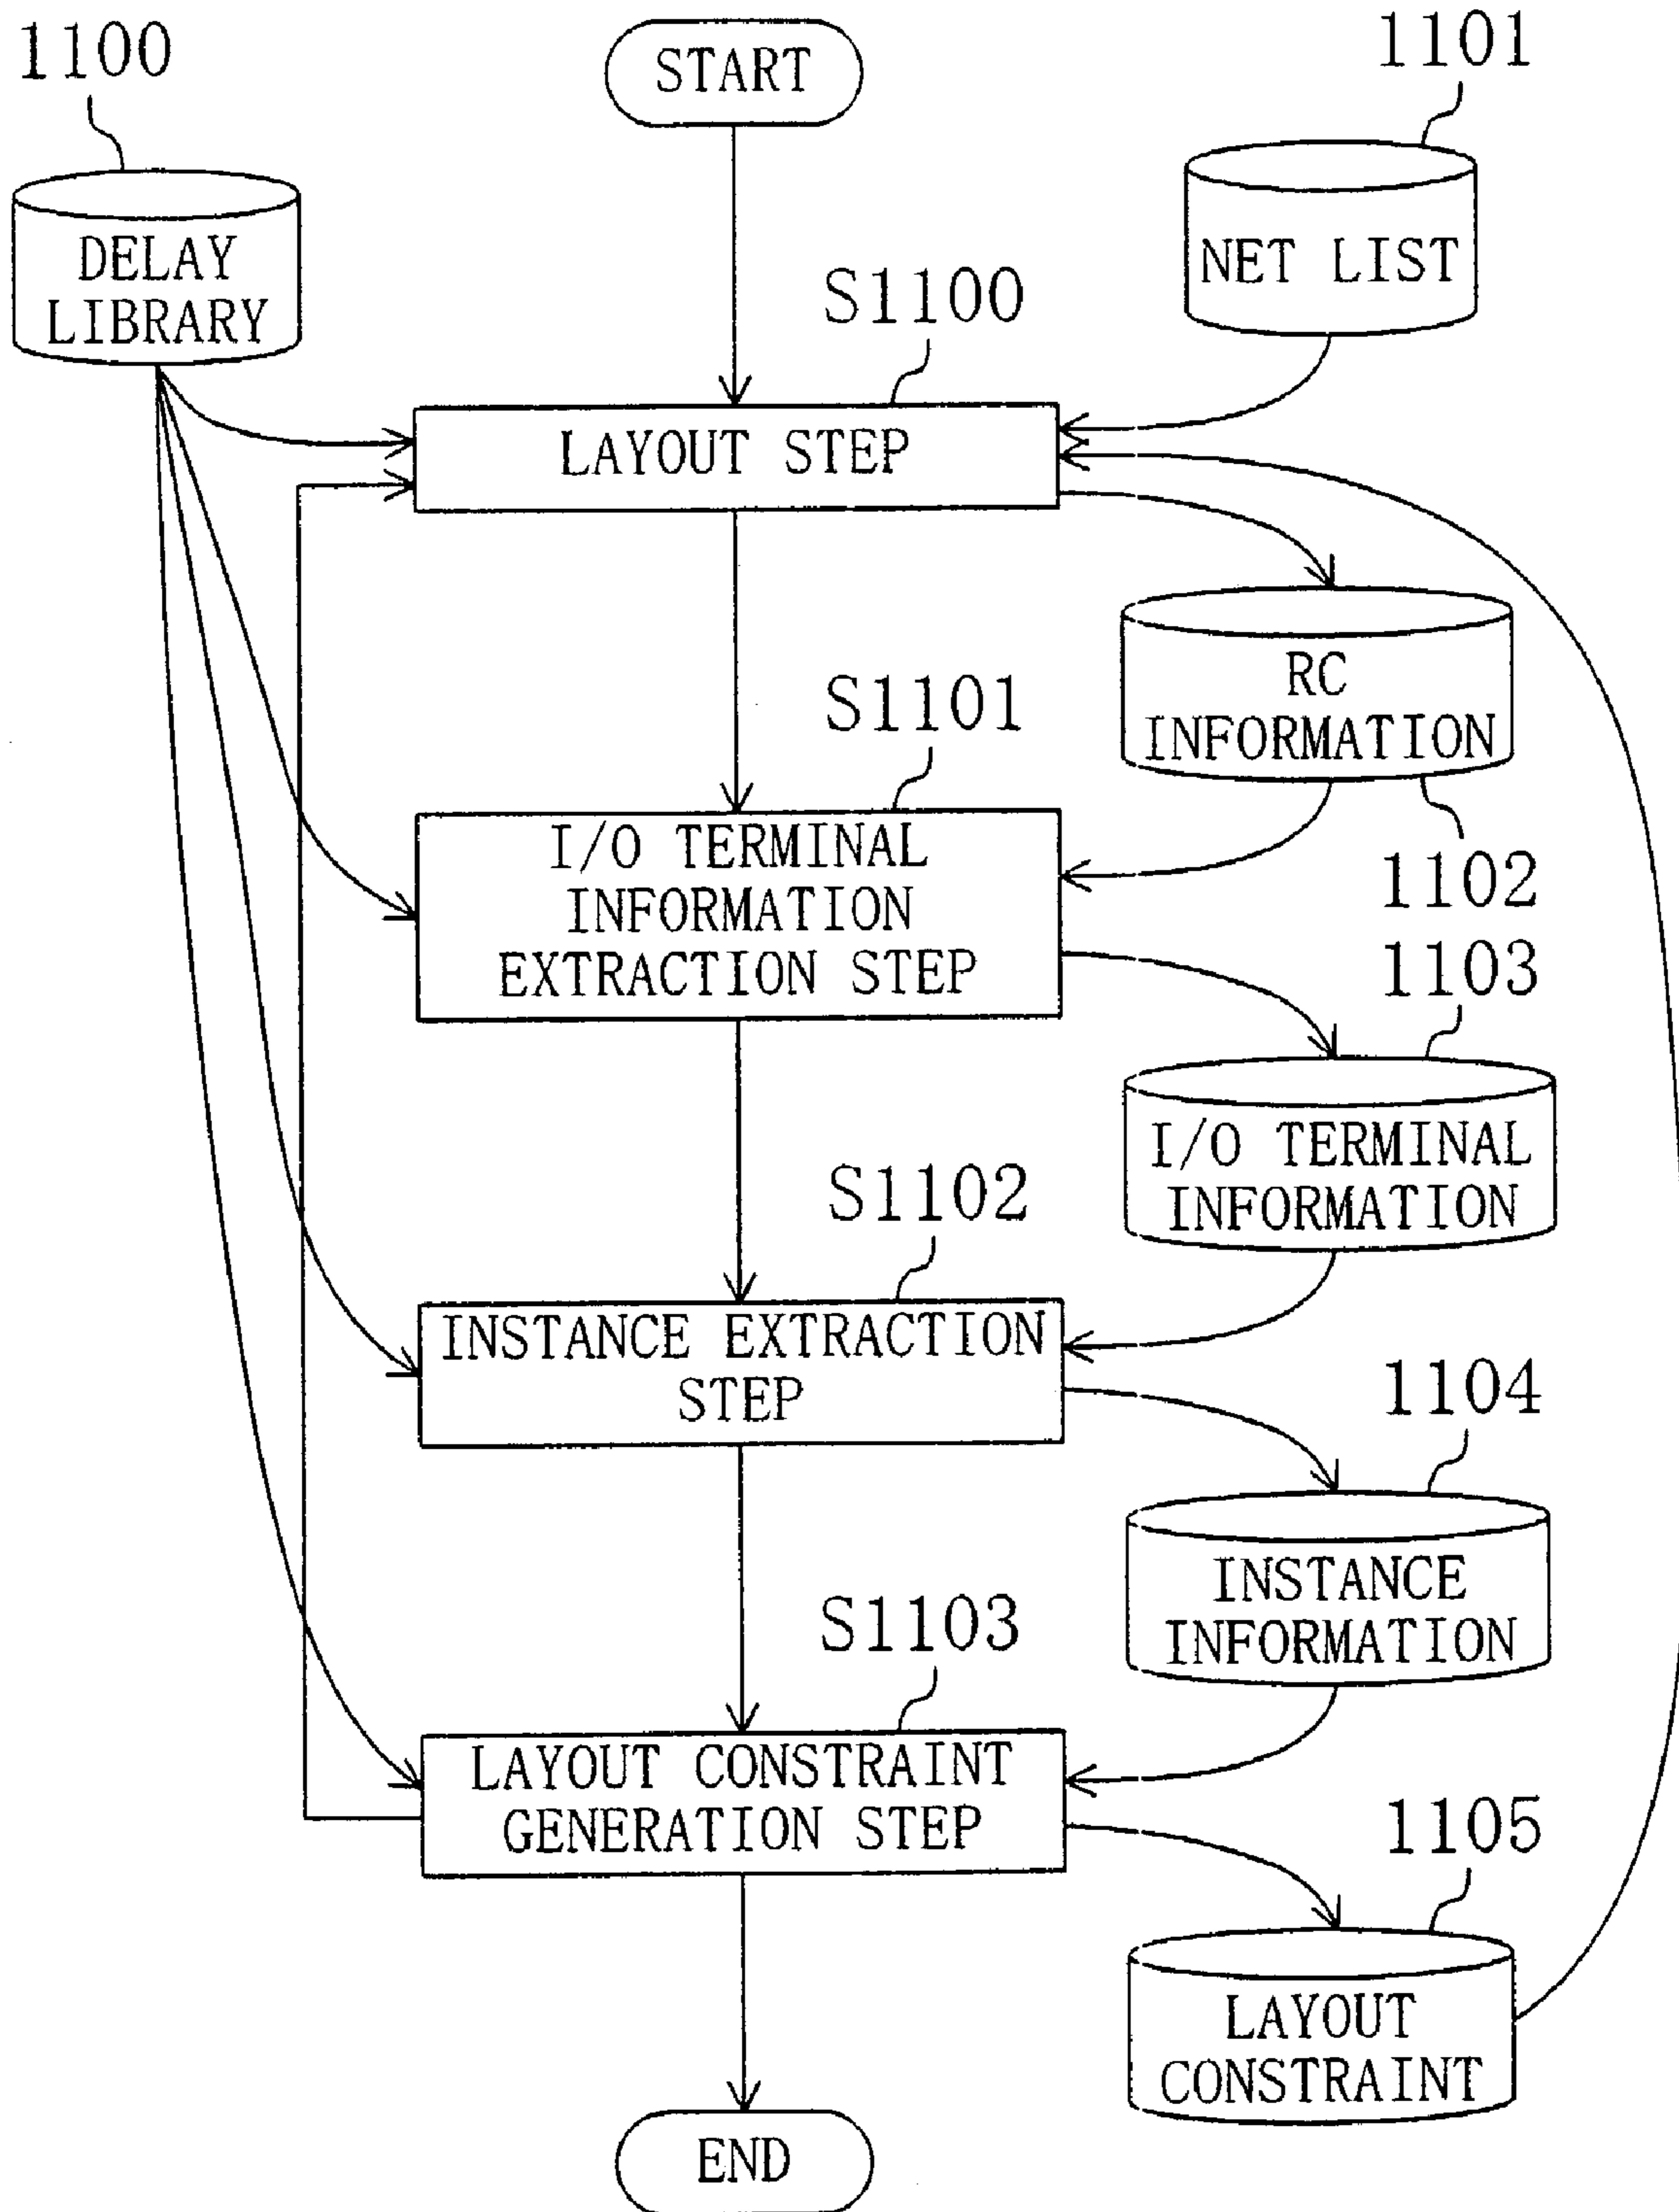 1100
START
1101
DELAY
LIBRARY
NET LIST
S1100
LAYOUT STEP
RC
INFORMATION
S1101
1102
I/O TERMINAL
INFORMATION
EXTRACTION STEP
1103
I/O TERMINAL
INFORMATION
S1102
INSTANCE EXTRACTION
STEP
1104
INSTANCE
INFORMATION
S1103
LAYOUT CONSTRAINT
GENERATION STEP
1105
LAYOUT
CONSTRAINT
END